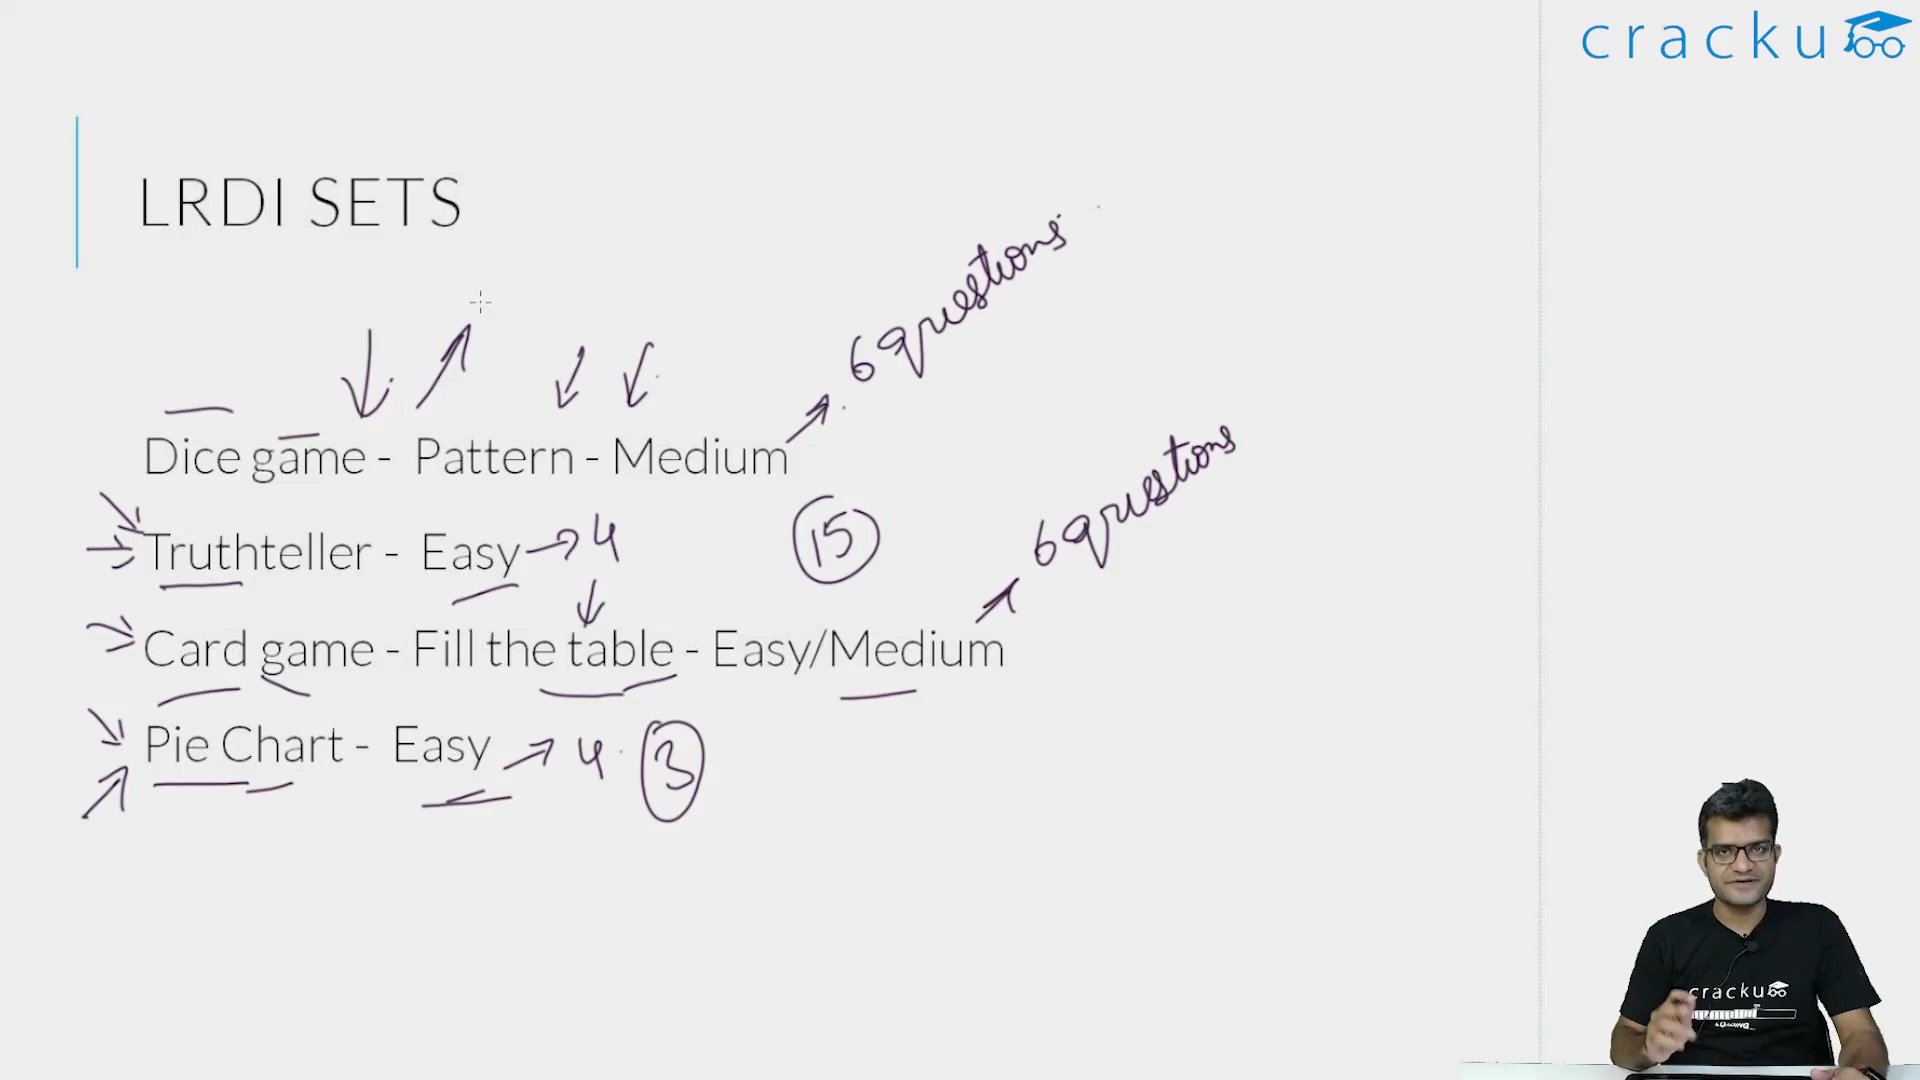 cracku
LRDI SETS
6 questions
Dice game - Pattern - Medium
6 questions
15
Truthteller - Easy → 4
Card game - Fill the table - Easy/Medium
Pie Chart - Easy → 4
3
cracku
LOADING...